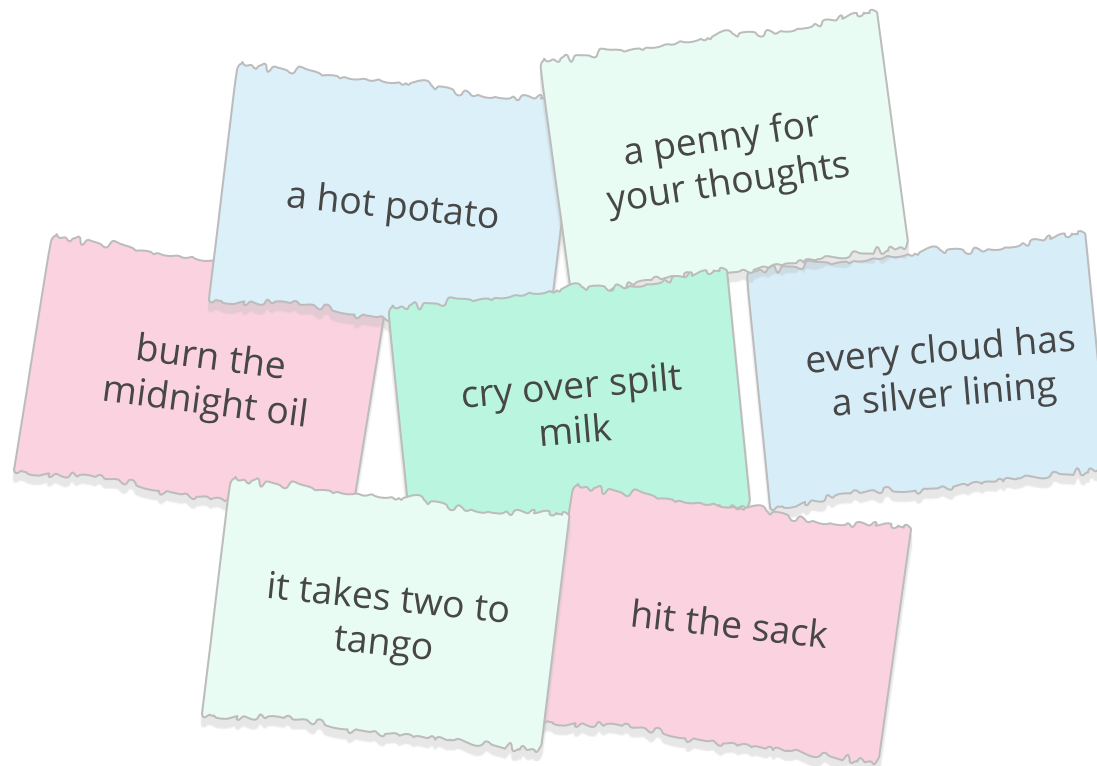 a hot potato
a penny for
your thoughts
burn the
midnight oil
cry over spilt
milk
every cloud has
a silver lining
it takes two to
tango
hit the sack